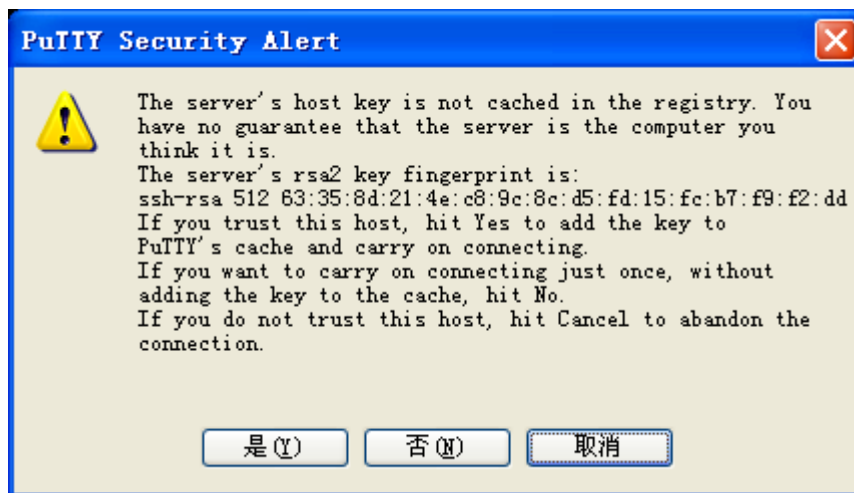 PuTTY Security Alert
The server's host key is not cached in the registry. You
have no guarantee that the server is the computer you
think it is.
The server's rsa2 key fingerprint is:
ssh-rsa 512 63:35:8d:21:4e:c8:9c:8c:d5:fd:15:fc:b7:f9:f2:dd
If you trust this host, hit Yes to add the key to
PuTTY's cache and carry on connecting.
If you want to carry on connecting just once, without
adding the key to the cache, hit No.
If you do not trust this host, hit Cancel to abandon the
connection.
是(Y) 否(N) 取消